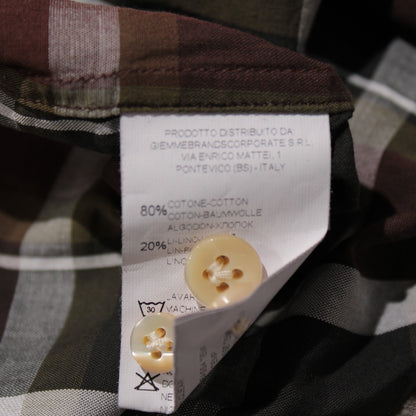 PRODOTTO DISTRIBUITO DA
GIEMMEBRANDSCORPORATE S.R.L.
VIA ENRICO MATTEI, 1
PONTEVICO (BS) - ITALY
80% COTONE-COTTON
COTON-BAUMWOLLE
ALGODON-ХЛОПОК
20%
30
MACHINE